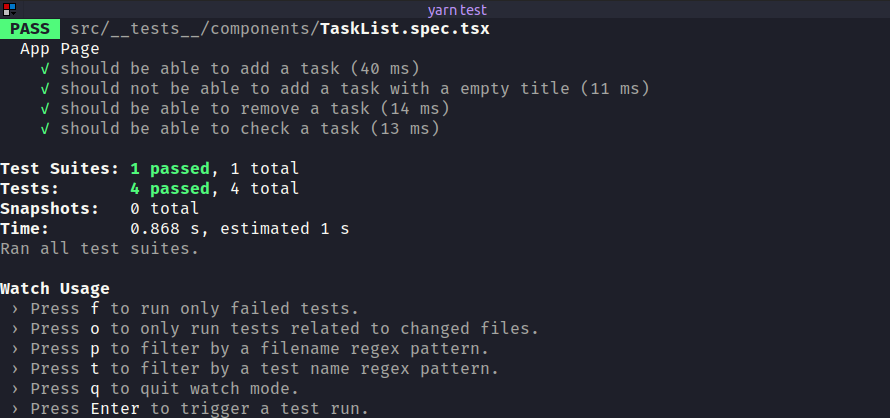 yarn test
PASS src/__tests__/components/TaskList.spec.tsx
App Page
√ should be able to add a task (40 ms)
√ should not be able to add a task with a empty title (11 ms)
√ should be able to remove a task (14 ms)
√ should be able to check a task (13 ms)
Test Suites: 1 passed, 1 total
Tests: 4 passed, 4 total
Snapshots: 0 total
Time: 0.868 s, estimated 1 s
Ran all test suites.
Watch Usage
› Press f to run only failed tests.
› Press o to only run tests related to changed files.
› Press p to filter by a filename regex pattern.
› Press t to filter by a test name regex pattern.
› Press q to quit watch mode.
› Press Enter to trigger a test run.